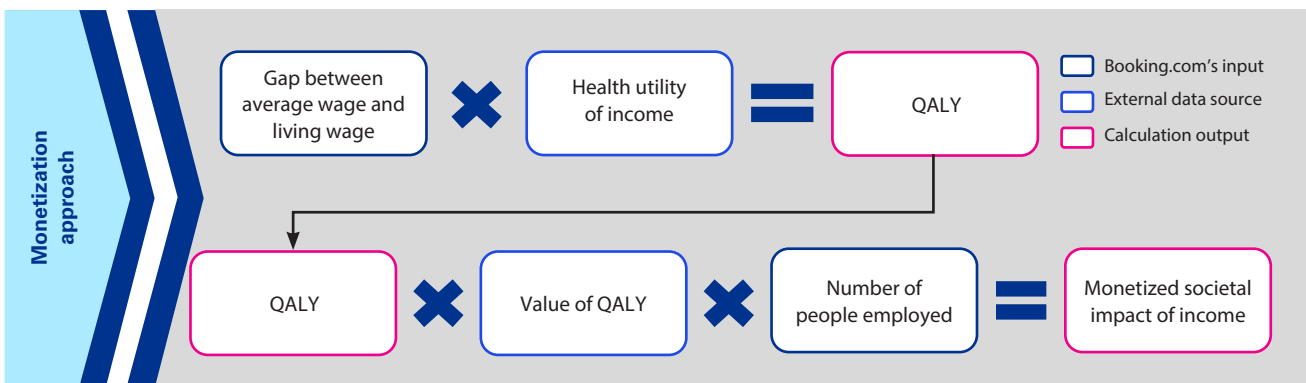 Monetization
approach
Gap between
average wage and
living wage
Health utility
of income
QALY
Booking.com's input
External data source
Calculation output
QALY
Value of QALY
Number of
people employed
Monetized societal
impact of income